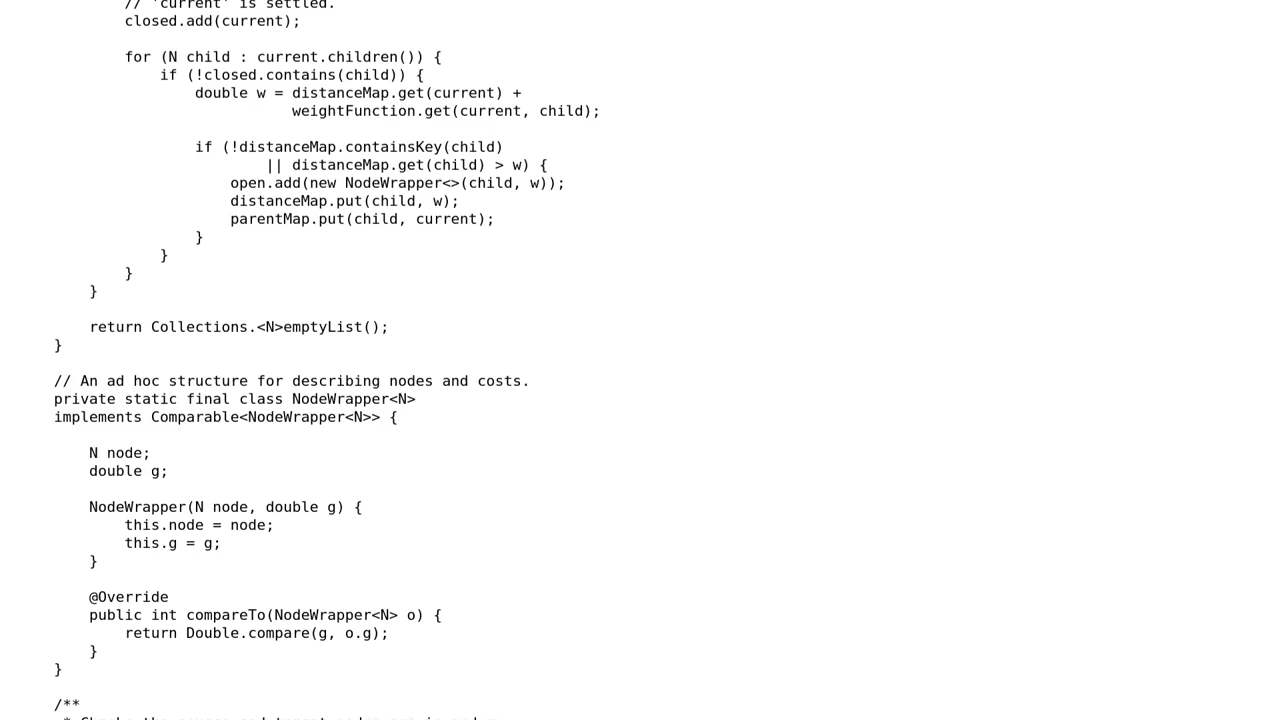 // 'current' is settled.
closed.add(current);
for (N child : current.children()) {
if (!closed.contains(child)) {
double w = distanceMap.get(current) +
weightFunction.get(current, child);
if (!distanceMap.containsKey(child)
|| distanceMap.get(child) > w) {
open.add(new NodeWrapper<>(child, w));
distanceMap.put(child, w);
parentMap.put(child, current);
}
}
}
}
return Collections.<N>emptyList();
}
// An ad hoc structure for describing nodes and costs.
private static final class NodeWrapper<N>
implements Comparable<NodeWrapper<N>> {
N node;
double g;
NodeWrapper(N node, double g) {
this.node = node;
this.g = g;
}
@Override
public int compareTo(NodeWrapper<N> o) {
return Double.compare(g, o.g);
}
}
/**